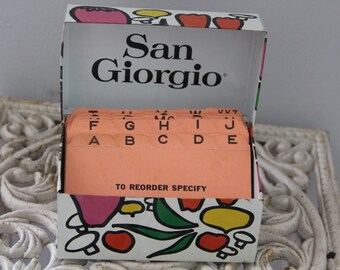 San
Giorgio®
F G H I J
A B C D E
TO REORDER SPECIFY